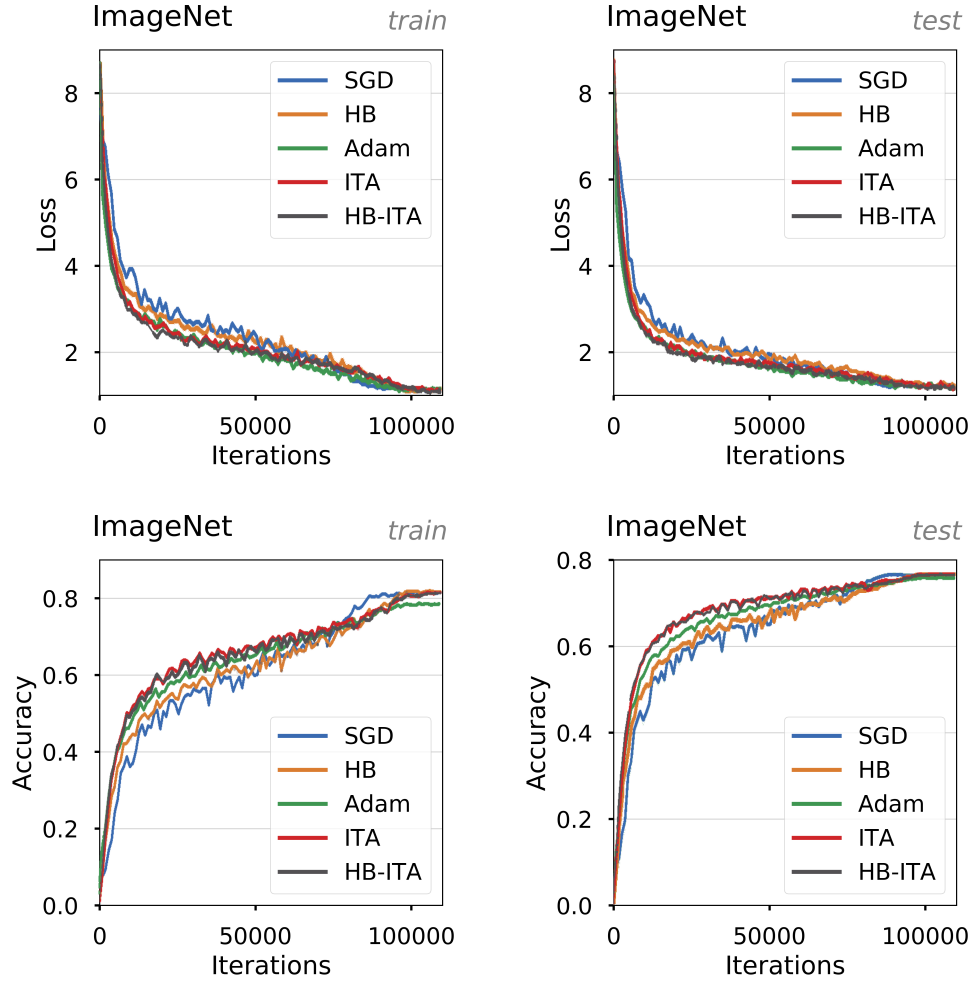 ImageNet train
Loss
8
6
4
2
SGD
HB
Adam
ITA
HB-ITA
0 50000 100000
Iterations
ImageNet test
Loss
8
6
4
2
SGD
HB
Adam
ITA
HB-ITA
0 50000 100000
Iterations
ImageNet train
Accuracy
0.8
0.6
0.4
0.2
0.0
SGD
HB
Adam
ITA
HB-ITA
0 50000 100000
Iterations
ImageNet test
Accuracy
0.8
0.6
0.4
0.2
0.0
SGD
HB
Adam
ITA
HB-ITA
0 50000 100000
Iterations